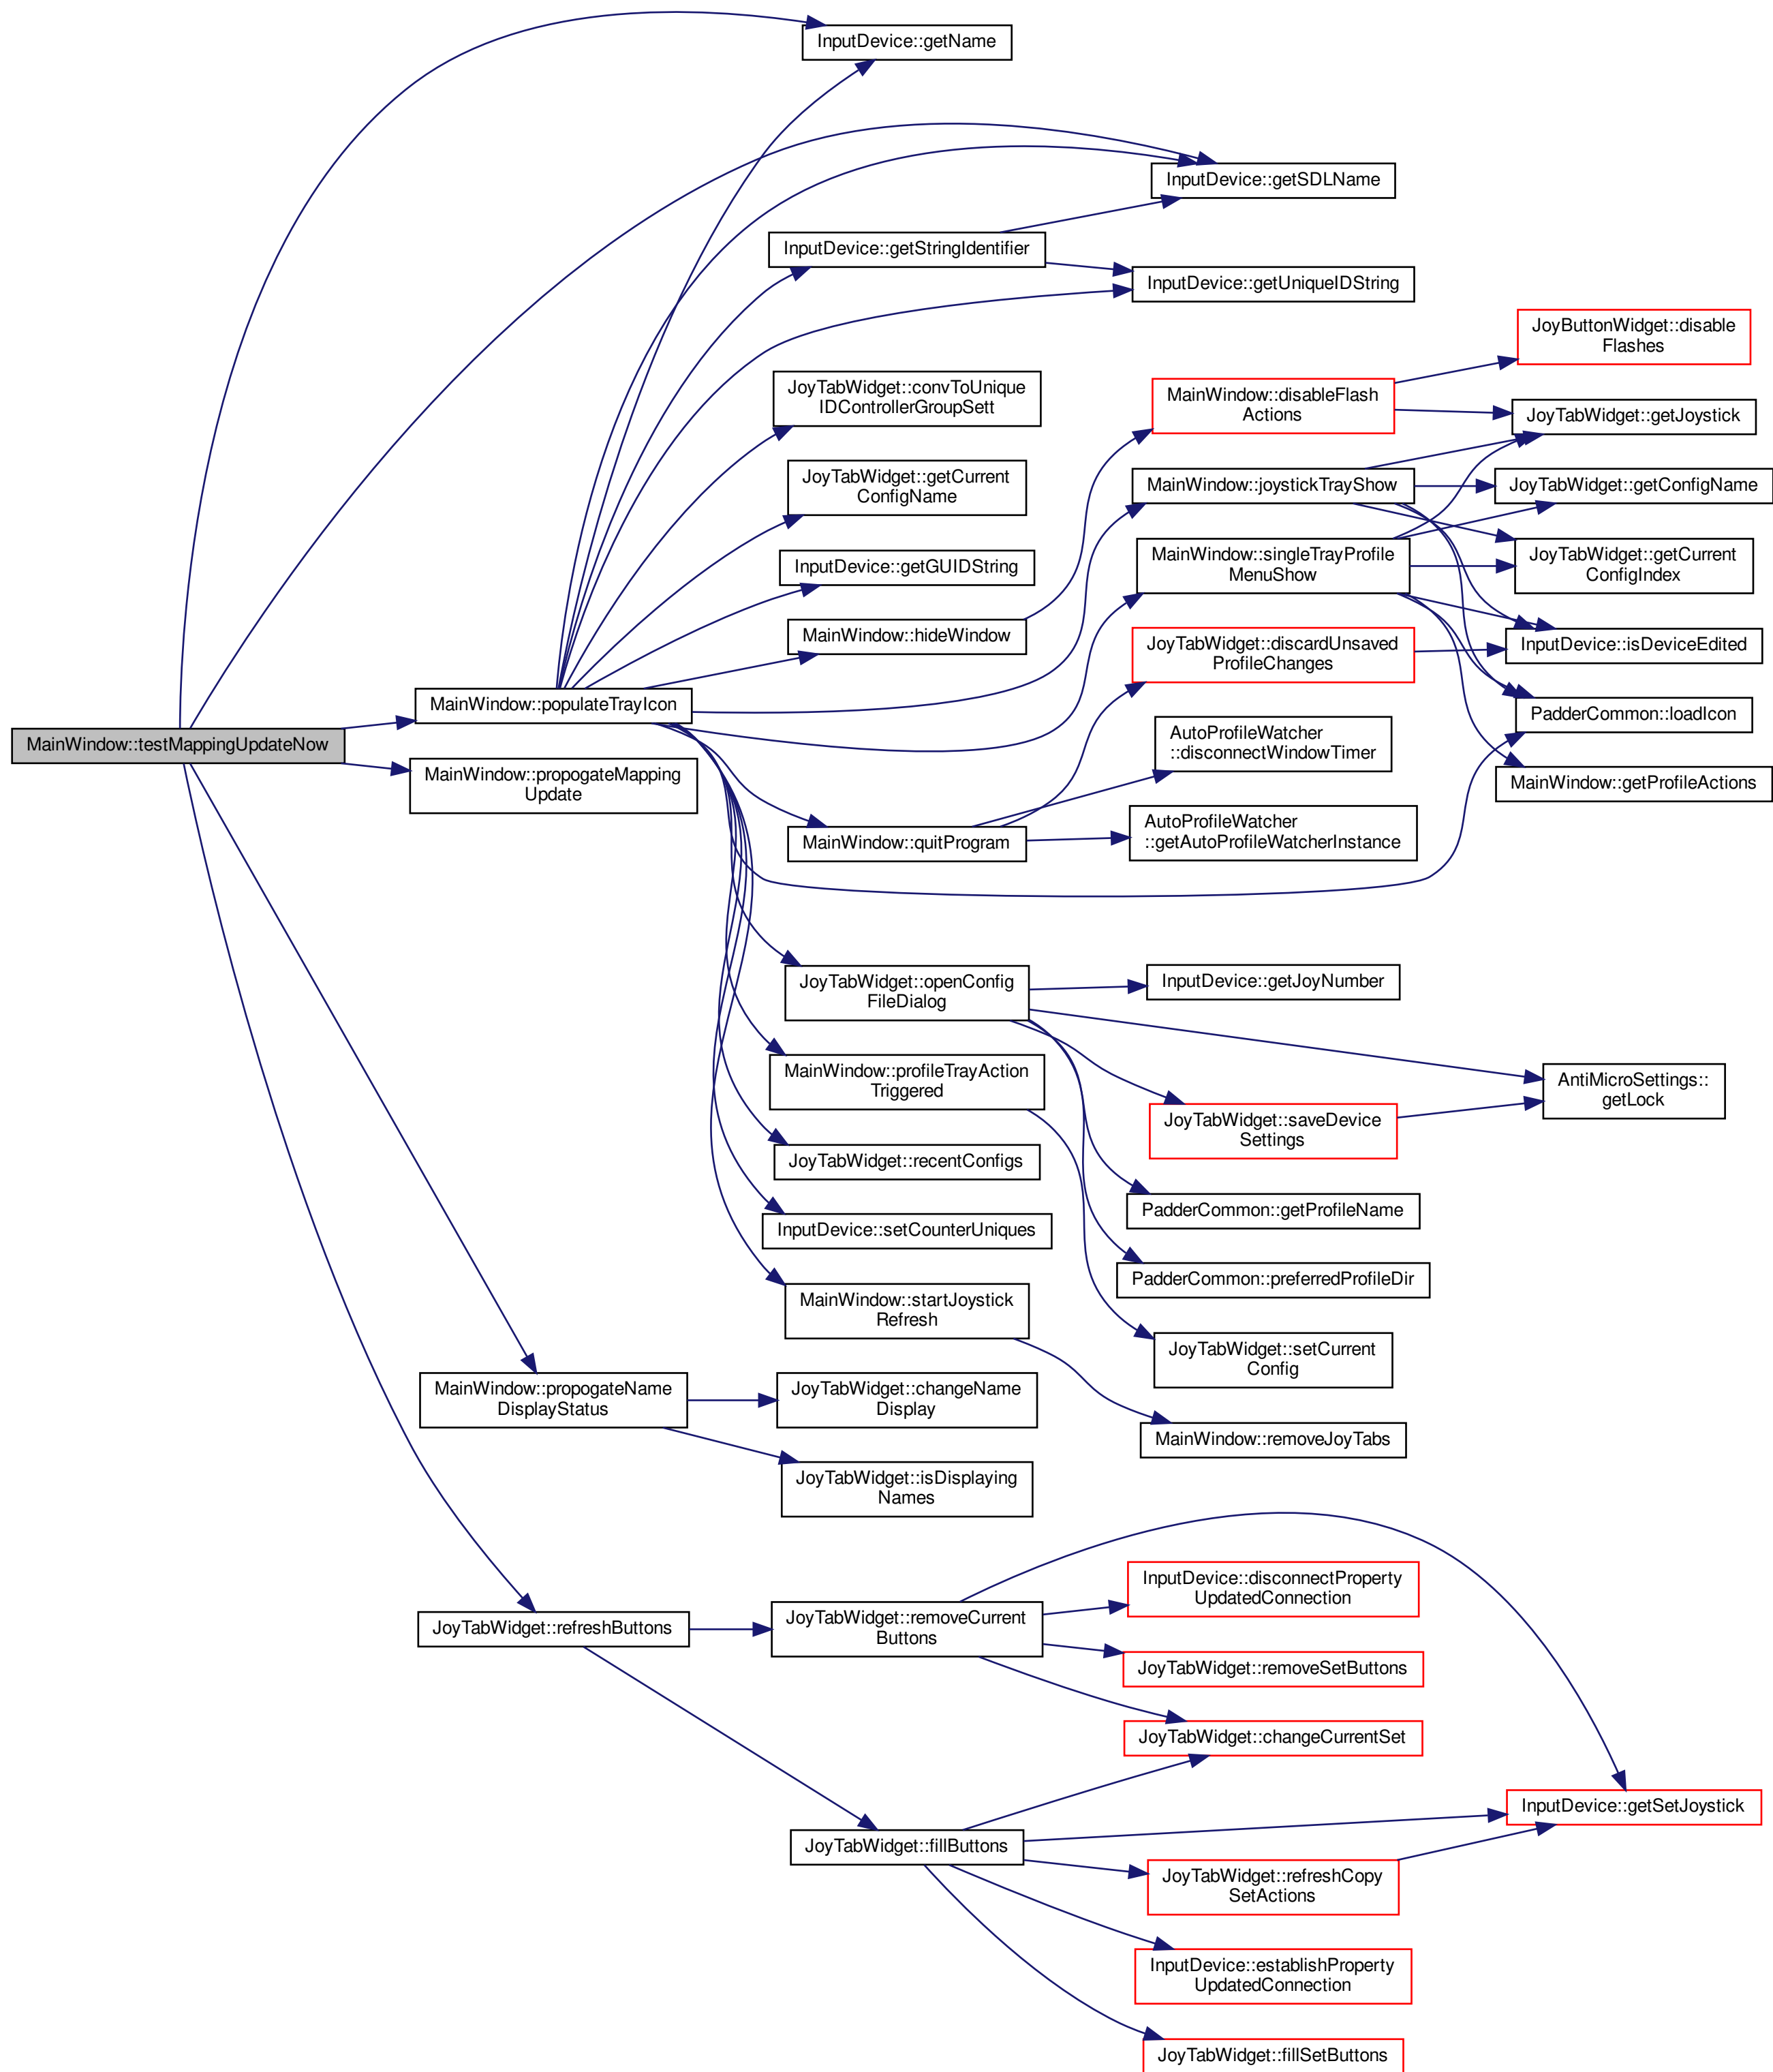 InputDevice::getName
InputDevice::getSDLName
InputDevice::getStringIdentifier
InputDevice::getUniqueIDString
JoyButtonWidget::disable
Flashes
JoyTabWidget::convToUnique
IDControllerGroupSett
MainWindow::disableFlash
Actions
JoyTabWidget::getJoystick
JoyTabWidget::getCurrent
ConfigName
MainWindow::joystickTrayShow
JoyTabWidget::getConfigName
InputDevice::getGUIDString
MainWindow::singleTrayProfile
MenuShow
JoyTabWidget::getCurrent
ConfigIndex
MainWindow::hideWindow
JoyTabWidget::discardUnsaved
ProfileChanges
InputDevice::isDeviceEdited
MainWindow::populateTrayIcon
PadderCommon::loadIcon
MainWindow::testMappingUpdateNow
AutoProfileWatcher
::disconnectWindowTimer
MainWindow::propogateMapping
Update
MainWindow::getProfileActions
MainWindow::quitProgram
AutoProfileWatcher
::getAutoProfileWatcherInstance
JoyTabWidget::openConfig
FileDialog
InputDevice::getJoyNumber
MainWindow::profileTrayAction
Triggered
AntiMicroSettings::
getLock
JoyTabWidget::saveDevice
Settings
JoyTabWidget::recentConfigs
PadderCommon::getProfileName
InputDevice::setCounterUniques
PadderCommon::preferredProfileDir
MainWindow::startJoystick
Refresh
JoyTabWidget::setCurrent
Config
MainWindow::propogateName
DisplayStatus
JoyTabWidget::changeName
Display
MainWindow::removeJoyTabs
JoyTabWidget::isDisplaying
Names
InputDevice::disconnectProperty
UpdatedConnection
JoyTabWidget::refreshButtons
JoyTabWidget::removeCurrent
Buttons
JoyTabWidget::removeSetButtons
JoyTabWidget::changeCurrentSet
InputDevice::getSetJoystick
JoyTabWidget::fillButtons
JoyTabWidget::refreshCopy
SetActions
InputDevice::establishProperty
UpdatedConnection
JoyTabWidget::fillSetButtons